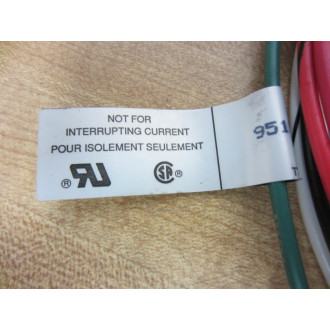 NOT FOR
INTERRUPTING CURRENT
POUR ISOLEMENT SEULEMENT
951